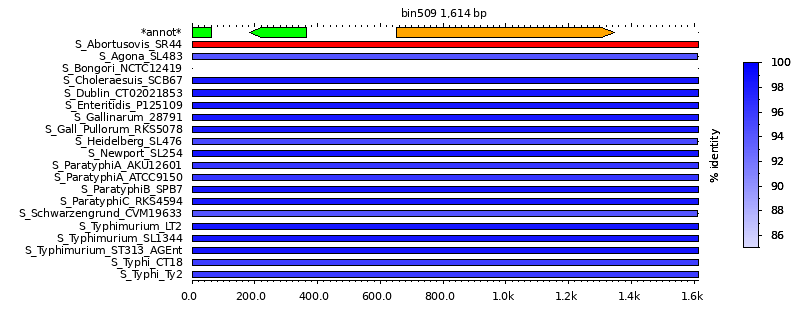 bin509 1,614 bp
*annot*
S_Abortusovis_SR44
S_Agona_SL483
S_Bongori_NCTC12419
S_Choleraesuis_SCB67
S_Dublin_CT02021853
S_Enteritidis_P125109
S_Gallinarum_28791
S_Gall_Pullorum_RKS5078
S_Heidelberg_SL476
S_Newport_SL254
S_ParatyphiA_AKU12601
S_ParatyphiA_ATCC9150
S_ParatyphiB_SPB7
S_ParatyphiC_RKS4594
S_Schwarzengrund_CVM19633
S_Typhimurium_LT2
S_Typhimurium_SL1344
S_Typhimurium_ST313_AGEnt
S_Typhi_CT18
S_Typhi_Ty2
0.0 200.0 400.0 600.0 800.0 1.0k 1.2k 1.4k 1.6k
% identity
100
98
96
94
92
90
88
86